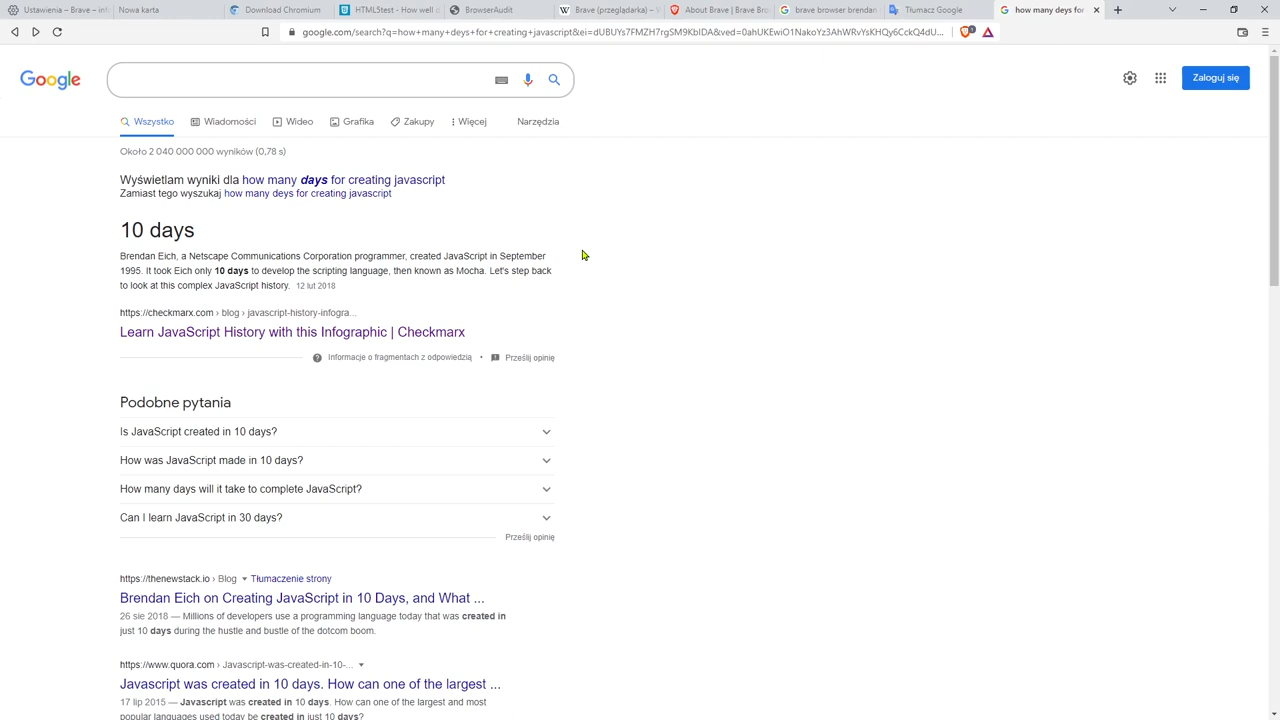 Ustawienia – Brave – inf
Nowa karta
Download Chromium
HTML5test - How well d
BrowserAudit
Brave (przeglądarka) – V
About Brave | Brave Bro
brave browser brendan
Tłumacz Google
how many deys for
google.com/search?q=how+many+deys+for+creating+javascript&ei=dUBUYs7FMZH7rgSM9KbIDA&ved=0ahUKEwiO1NakoYz3AhWRvYsKHQy6CckQ4dU...
Google
Zaloguj się
Wszystko
Wiadomości
Wideo
Grafika
Zakupy
Więcej
Narzędzia
Około 2 040 000 000 wyników (0,78 s)
Wyświetlam wyniki dla how many days for creating javascript
Zamiast tego wyszukaj how many deys for creating javascript
10 days
Brendan Eich, a Netscape Communications Corporation programmer, created JavaScript in September
1995. It took Eich only 10 days to develop the scripting language, then known as Mocha. Let's step back
to look at this complex JavaScript history. 12 lut 2018
https://checkmarx.com › blog › javascript-history-infogra...
Learn JavaScript History with this Infographic | Checkmarx
Informacje o fragmentach z odpowiedzią • Prześlij opinię
Podobne pytania
Is JavaScript created in 10 days?
How was JavaScript made in 10 days?
How many days will it take to complete JavaScript?
Can I learn JavaScript in 30 days?
Prześlij opinię
https://thenewstack.io › Blog Tłumaczenie strony
Brendan Eich on Creating JavaScript in 10 Days, and What ...
26 sie 2018 — Millions of developers use a programming language today that was created in
just 10 days during the hustle and bustle of the dotcom boom.
https://www.quora.com › Javascript-was-created-in-10-...
Javascript was created in 10 days. How can one of the largest ...
17 lip 2015 — Javascript was created in 10 days. How can one of the largest and most
popular languages used today be created in just 10 days?